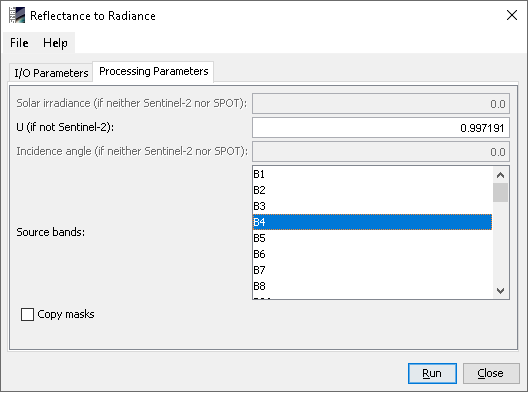 Reflectance to Radiance
File Help
I/O Parameters Processing Parameters
Solar irradiance (if neither Sentinel-2 nor SPOT): 0.0
U (if not Sentinel-2): 0.997191
Incidence angle (if neither Sentinel-2 nor SPOT): 0.0
Source bands:
B1
B2
B3
B4
B5
B6
B7
B8
Copy masks
Run Close